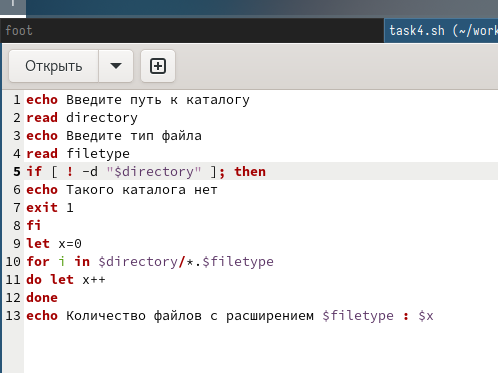 foot
task4.sh (~/work
Открыть
1 echo Введите путь к каталогу
2 read directory
3 echo Введите тип файла
4 read filetype
5 if [ ! -d "$directory" ]; then
6 echo Такого каталога нет
7 exit 1
8 fi
9 let x=0
10 for i in $directory/*.$filetype
11 do let x++
12 done
13 echo Количество файлов с расширением $filetype : $x